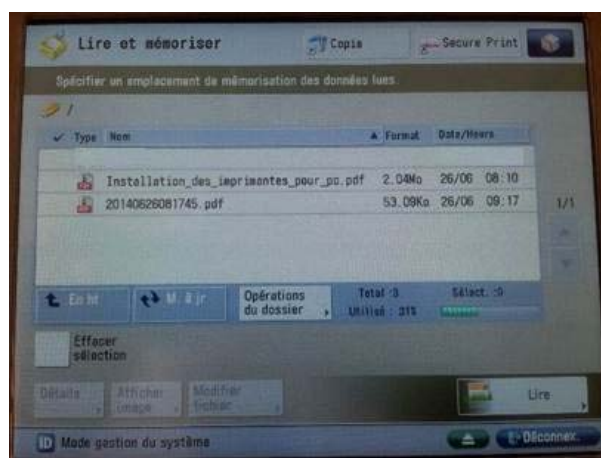 Lire et mémoriser
Copie
Secure Print
Spécifier un emplacement de mémorisation des données lues.
/
Type Nom ▲ Format Date/Heure
Installation_des_imprimantes_pour_pc.pdf 2.04Mo 26/06 08:10
20140626081745.pdf 53.09Ko 26/06 09:17
1/1
En ht
M. à jr
Opérations
du dossier
Total :3
Utilisé : 31%
Sélect. :0
Effacer
sélection
Détails
Afficher
image
Modifier
fichier
Lire
ID Mode gestion du système
Déconnex.